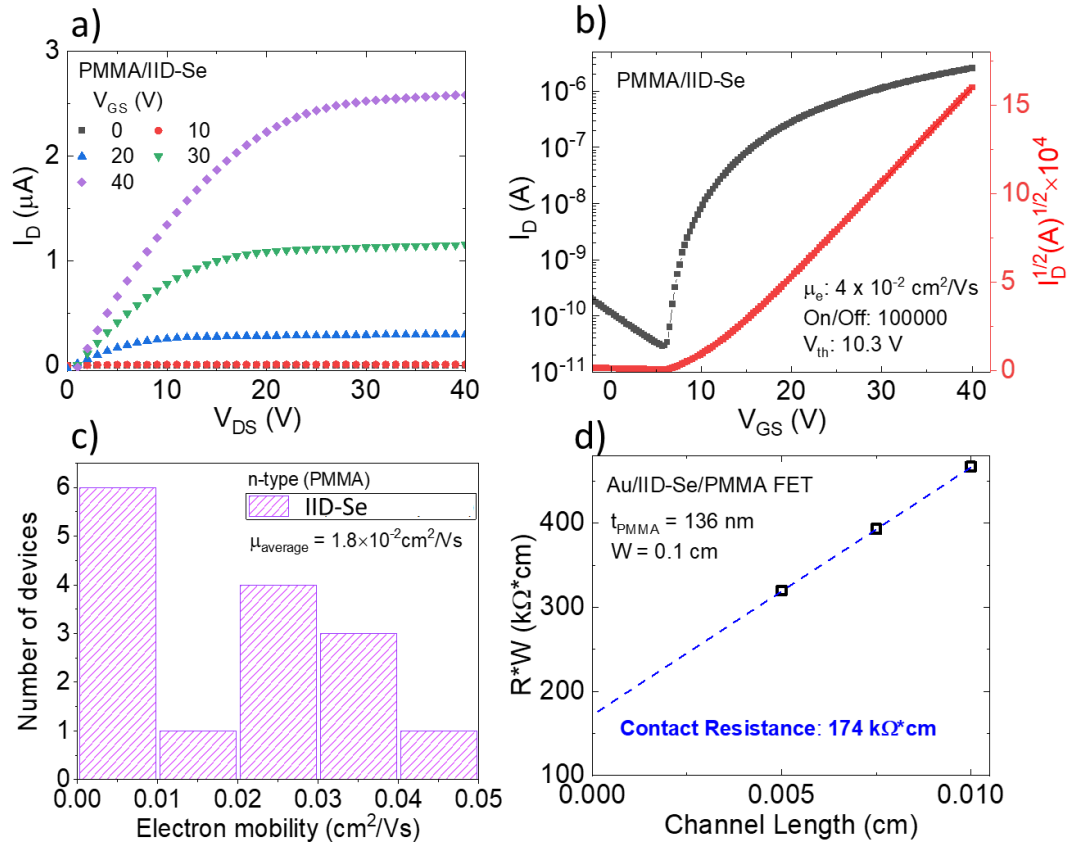 a)
PMMA/IID-Se
V_GS (V)
0 10
20 30
40
3
2
1
0
I_D (μA)
0 10 20 30 40
V_DS (V)
b)
PMMA/IID-Se
10^-6
10^-7
10^-8
10^-9
10^-10
10^-11
I_D (A)
15
10
5
0
I_D^1/2(A)^1/2×10^4
μ_e: 4 x 10^-2 cm^2/Vs
On/Off: 100000
V_th: 10.3 V
0 10 20 30 40
V_GS (V)
c)
n-type (PMMA)
IID-Se
μ_average = 1.8×10^-2cm^2/Vs
6
5
4
3
2
1
0
Number of devices
0.00 0.01 0.02 0.03 0.04 0.05
Electron mobility (cm^2/Vs)
d)
Au/IID-Se/PMMA FET
t_PMMA = 136 nm
W = 0.1 cm
400
300
200
100
R*W (kΩ*cm)
Contact Resistance: 174 kΩ*cm
0.000 0.005 0.010
Channel Length (cm)